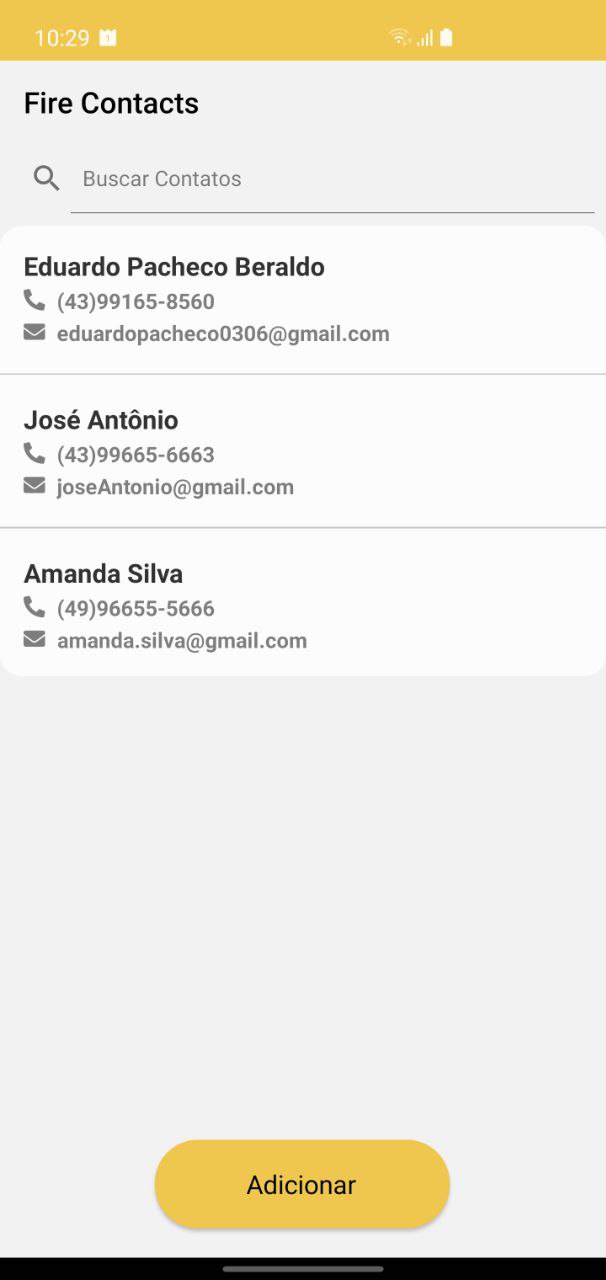 10:29
Fire Contacts
Buscar Contatos
Eduardo Pacheco Beraldo
(43)99165-8560
eduardopacheco0306@gmail.com
José Antônio
(43)99665-6663
joseAntonio@gmail.com
Amanda Silva
(49)96655-5666
amanda.silva@gmail.com
Adicionar